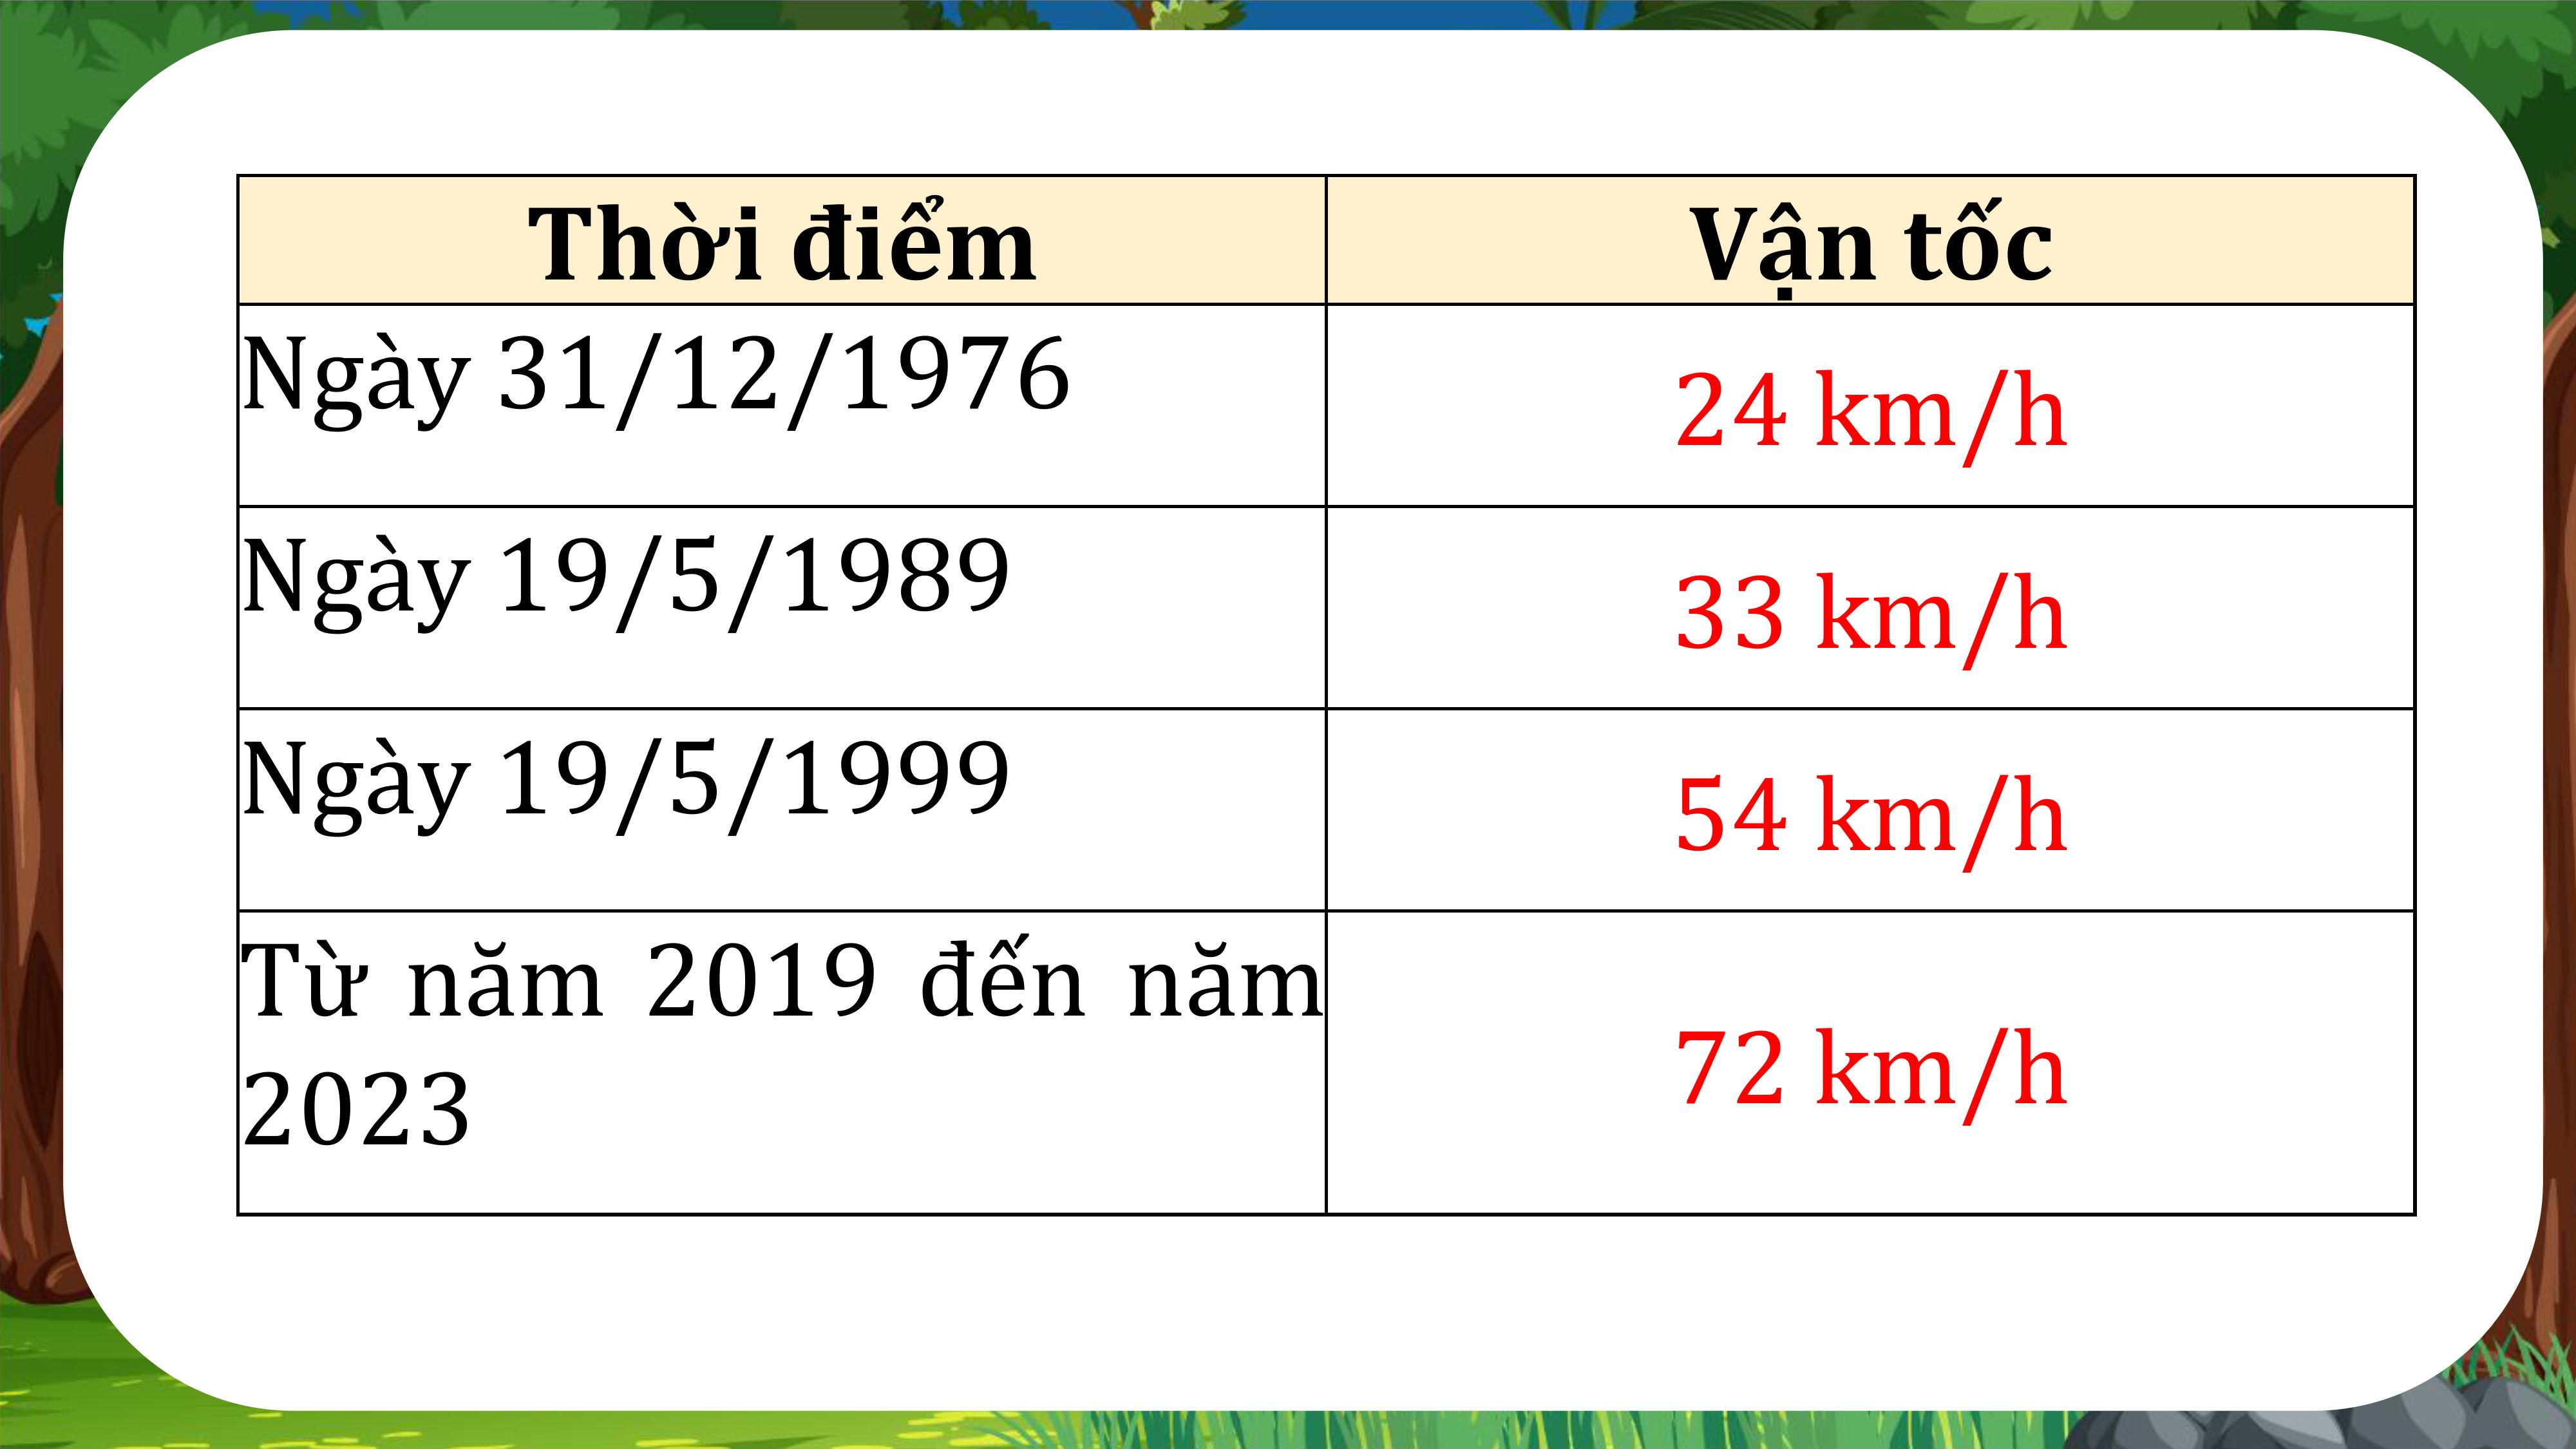 Thời điểm Vận tốc
Ngày 31/12/1976 24 km/h
Ngày 19/5/1989 33 km/h
Ngày 19/5/1999 54 km/h
Từ năm 2019 đến năm
2023
72 km/h